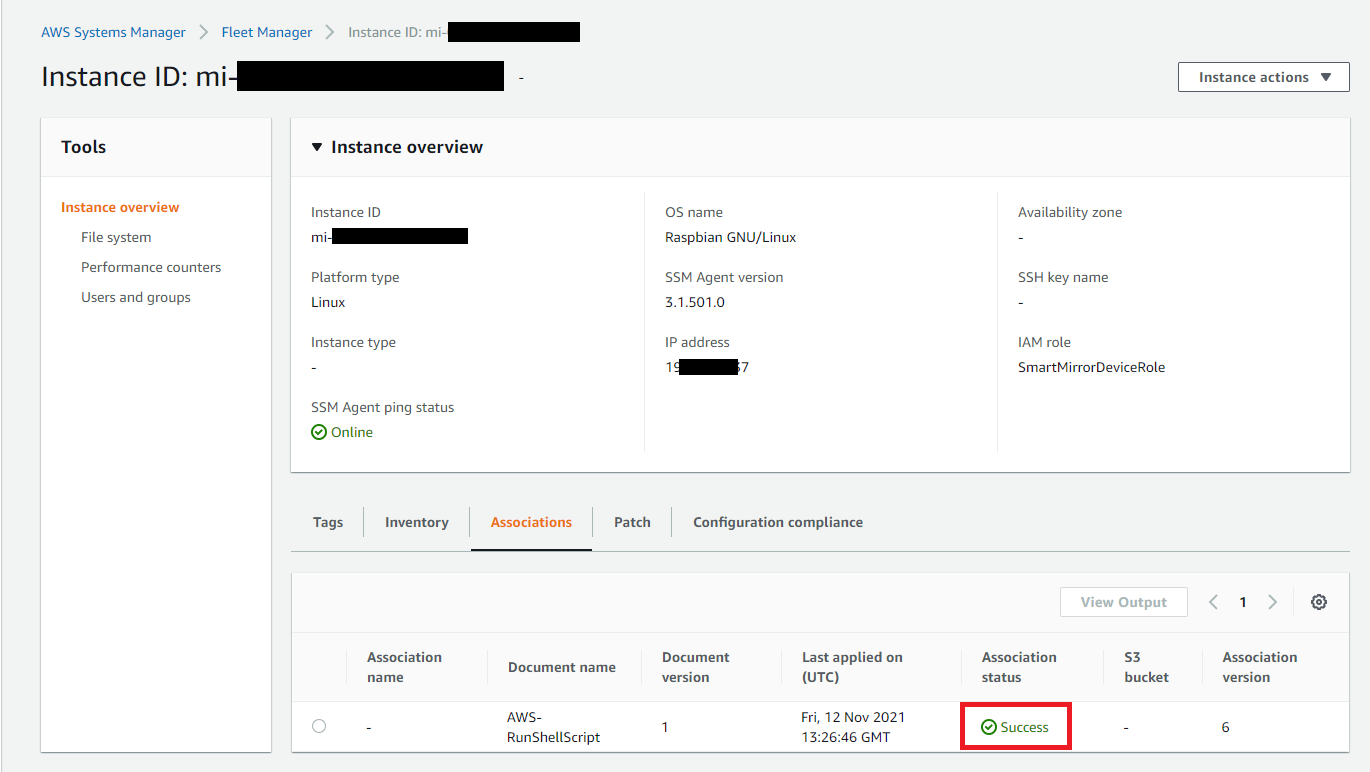 AWS Systems Manager > Fleet Manager > Instance ID: mi-
Instance ID: mi- -
Instance actions
Tools
Instance overview
File system
Performance counters
Users and groups
Instance overview
Instance ID
mi-
Platform type
Linux
Instance type
-
SSM Agent ping status
Online
OS name
Raspbian GNU/Linux
SSM Agent version
3.1.501.0
IP address
19 7
Availability zone
-
SSH key name
-
IAM role
SmartMirrorDeviceRole
Tags Inventory Associations Patch Configuration compliance
View Output 1
Association
name
Document name
Document
version
Last applied on
(UTC)
Association
status
S3
bucket
Association
version
-
AWS-
RunShellScript
1
Fri, 12 Nov 2021
13:26:46 GMT
Success
-
6